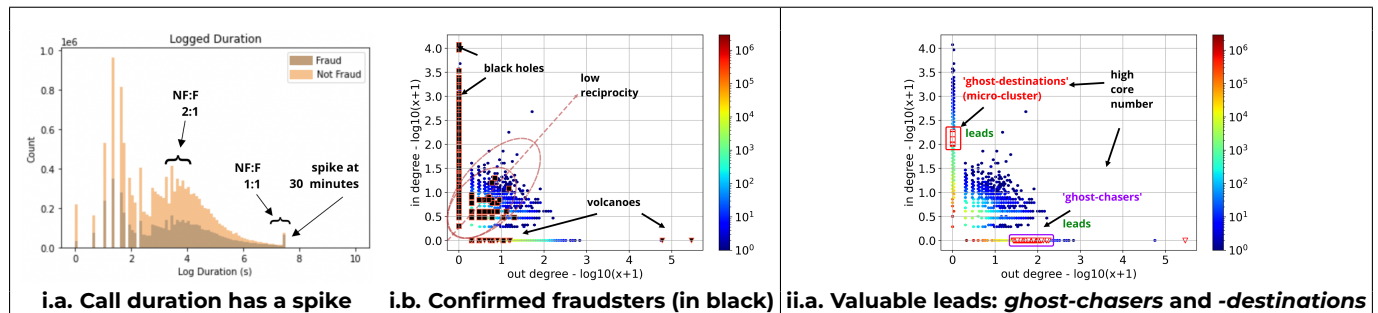 Logged Duration
1e6
Fraud
Not Fraud
1.0
0.8
0.6
0.4
0.2
0.0
Count
NF:F
2:1
NF:F
1:1
spike at
30 minutes
0 2 4 6 8 10
Log Duration (s)
i.a. Call duration has a spike
4.0
3.5
3.0
2.5
2.0
1.5
1.0
0.5
0.0
in degree - log10(x+1)
black holes
low
reciprocity
volcanoes
0 1 2 3 4 5
out degree - log10(x+1)
10^6
10^5
10^4
10^3
10^2
10^1
10^0
i.b. Confirmed fraudsters (in black)
4.0
3.5
3.0
2.5
2.0
1.5
1.0
0.5
0.0
in degree - log10(x+1)
'ghost-destinations'
(micro-cluster)
high
core
number
leads
'ghost-chasers'
leads
0 1 2 3 4 5
out degree - log10(x+1)
10^6
10^5
10^4
10^3
10^2
10^1
10^0
ii.a. Valuable leads: ghost-chasers and -destinations